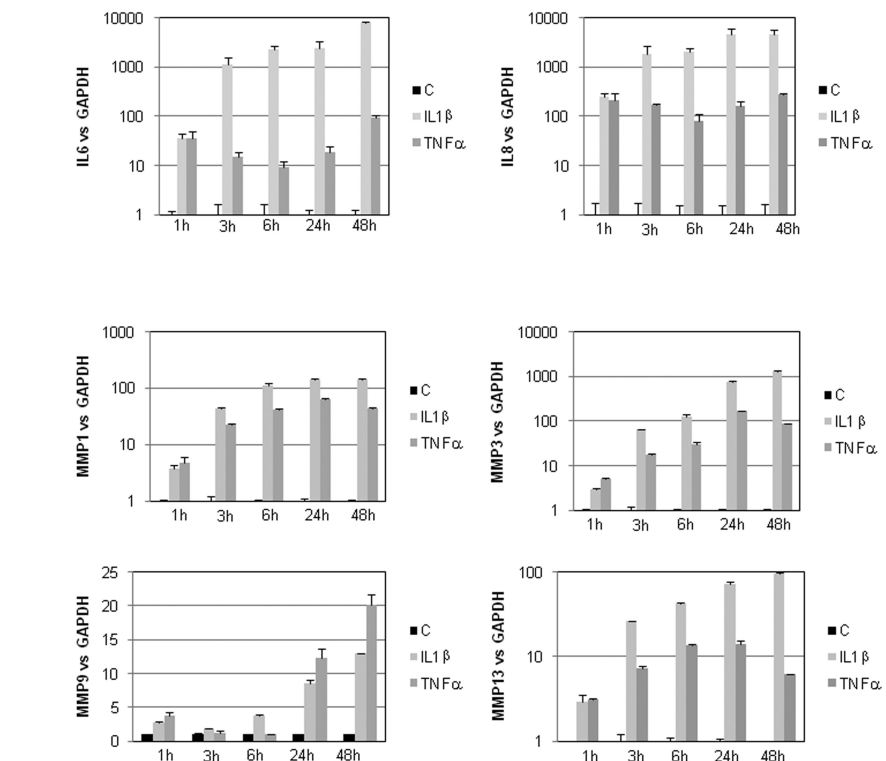 10000
1000
100
10
1
IL6 vs GAPDH
1h 3h 6h 24h 48h
C
IL1β
TNFα
10000
1000
100
10
1
IL8 vs GAPDH
1h 3h 6h 24h 48h
C
IL1β
TNFα
1000
100
10
1
MMP1 vs GAPDH
1h 3h 6h 24h 48h
C
IL1β
TNFα
10000
1000
100
10
1
MMP3 vs GAPDH
1h 3h 6h 24h 48h
C
IL1β
TNFα
25
20
15
10
5
0
MMP9 vs GAPDH
1h 3h 6h 24h 48h
C
IL1β
TNFα
100
10
1
MMP13 vs GAPDH
1h 3h 6h 24h 48h
C
IL1β
TNFα